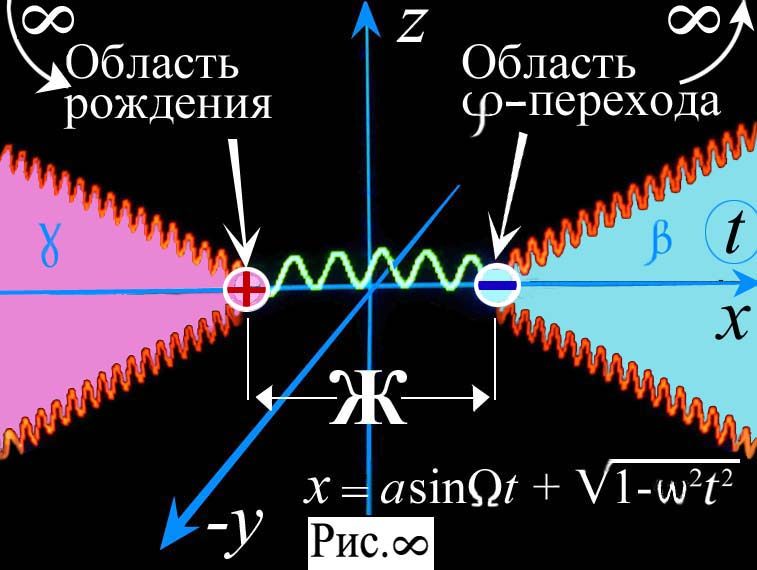 ∞ ∞
z
Область
рождения
Область
φ-перехода
γ
β
t
+
−
x
Ж
x = asinΩt + √1-ω²t²
-y
Рис.∞